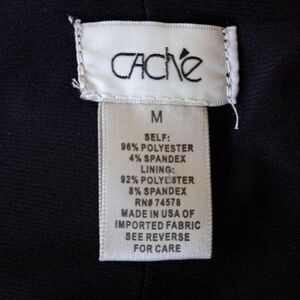 CACHé
M
SELF:
96% POLYESTER
4% SPANDEX
LINING:
92% POLYESTER
8% SPANDEX
RN# 74578
MADE IN USA OF
IMPORTED FABRIC
SEE REVERSE
FOR CARE